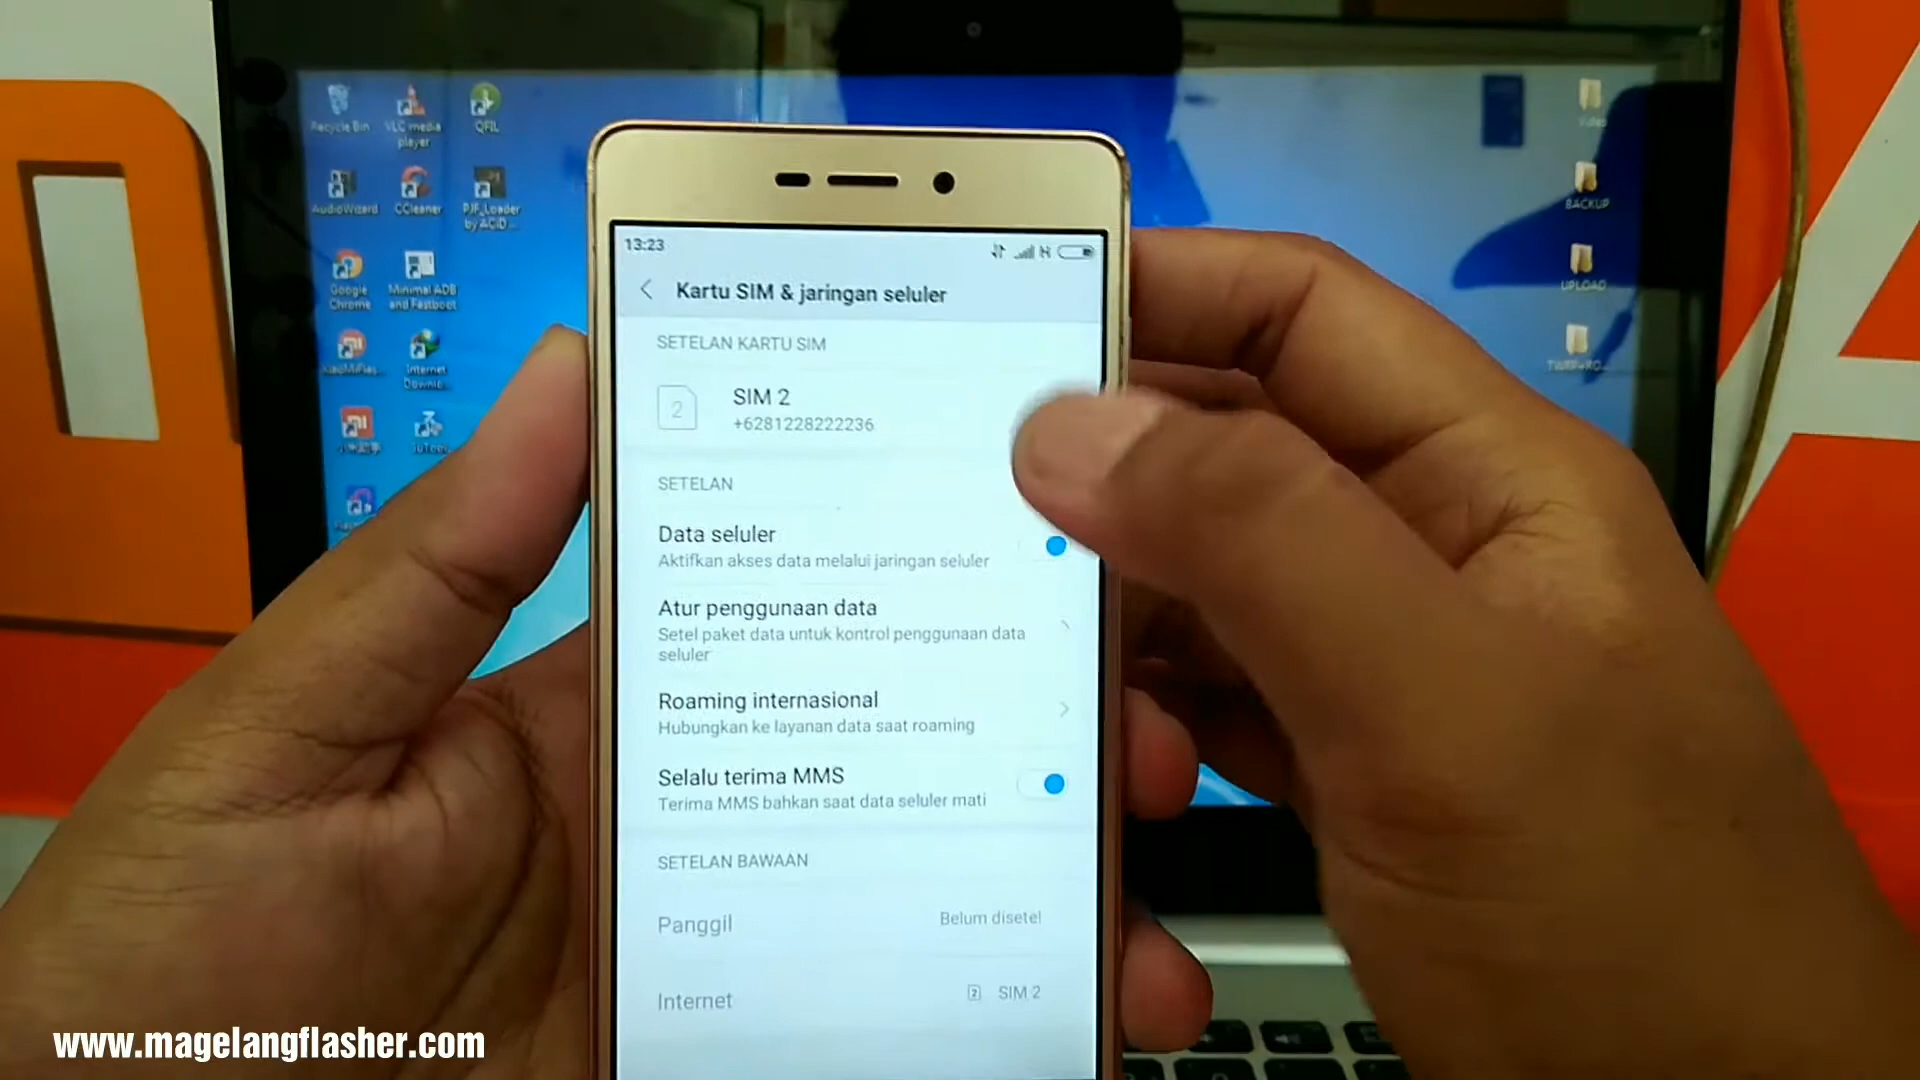 Recycle Bin
VLC media
player
QFIL
AudioWizard
CCleaner
PJF_Loader
by ACID...
Google
Chrome
Minimal ADB
and Fastboot
Internet
Downlo...
Video
BACKUP
UPLOAD
13:23
Kartu SIM & jaringan seluler
SETELAN KARTU SIM
2
SIM 2
+6281228222236
SETELAN
Data seluler
Aktifkan akses data melalui jaringan seluler
Atur penggunaan data
Setel paket data untuk kontrol penggunaan data
seluler
Roaming internasional
Hubungkan ke layanan data saat roaming
Selalu terima MMS
Terima MMS bahkan saat data seluler mati
SETELAN BAWAAN
Panggil
Belum disetel
Internet
2 SIM 2
www.magelangflasher.com